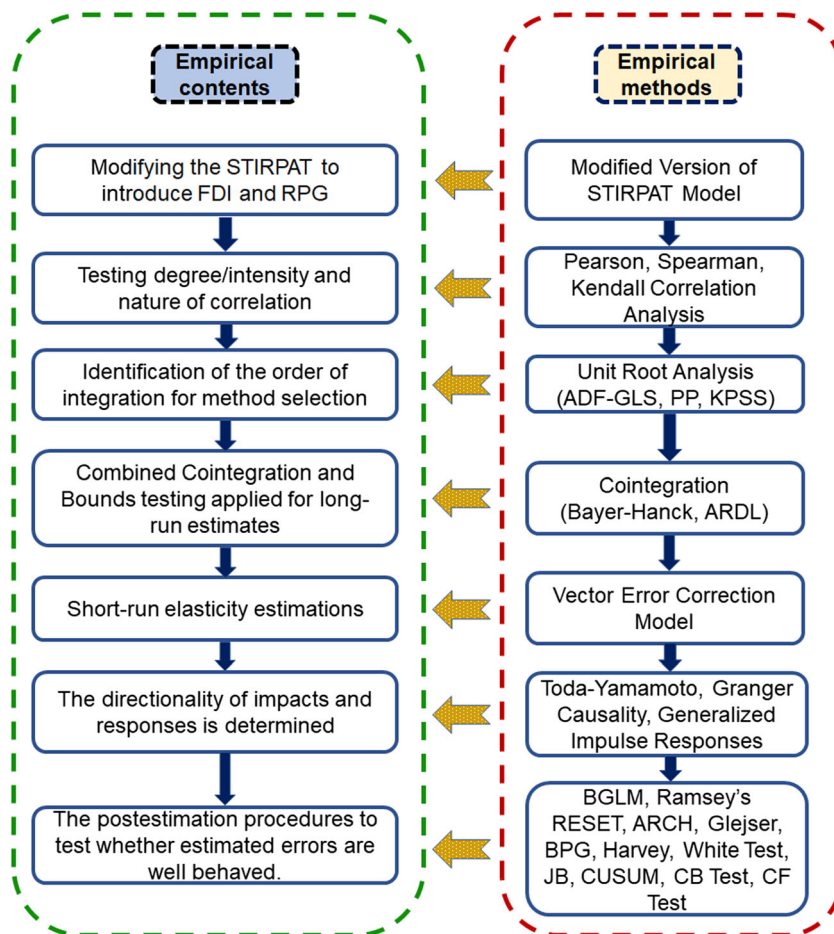 Empirical
contents
Modifying the STIRPAT to
introduce FDI and RPG
Testing degree/intensity and
nature of correlation
Identification of the order of
integration for method selection
Combined Cointegration and
Bounds testing applied for long-
run estimates
Short-run elasticity estimations
The directionality of impacts and
responses is determined
The postestimation procedures to
test whether estimated errors are
well behaved.
Empirical
methods
Modified Version of
STIRPAT Model
Pearson, Spearman,
Kendall Correlation
Analysis
Unit Root Analysis
(ADF-GLS, PP, KPSS)
Cointegration
(Bayer-Hanck, ARDL)
Vector Error Correction
Model
Toda-Yamamoto, Granger
Causality, Generalized
Impulse Responses
BGLM, Ramsey’s
RESET, ARCH, Glejser,
BPG, Harvey, White Test,
JB, CUSUM, CB Test, CF
Test